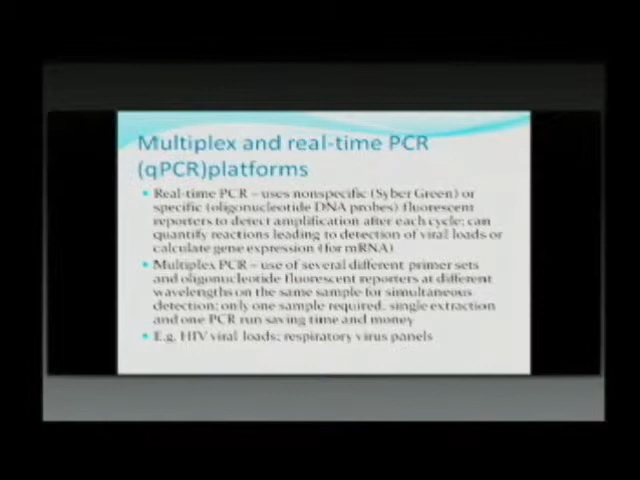 Multiplex and real-time PCR
(qPCR)platforms
Real-time PCR – uses nonspecific (Syber Green) or
specific (oligonucleotide DNA probes) fluorescent
reporters to detect amplification after each cycle; can
quantify reactions leading to detection of viral loads or
calculate gene expression (for mRNA)
Multiplex PCR – use of several different primer sets
and oligonucleotide fluorescent reporters at different
wavelengths on the same sample for simultaneous
detection; only one sample required, single extraction
and one PCR run saving time and money
E.g. HIV viral loads; respiratory virus panels